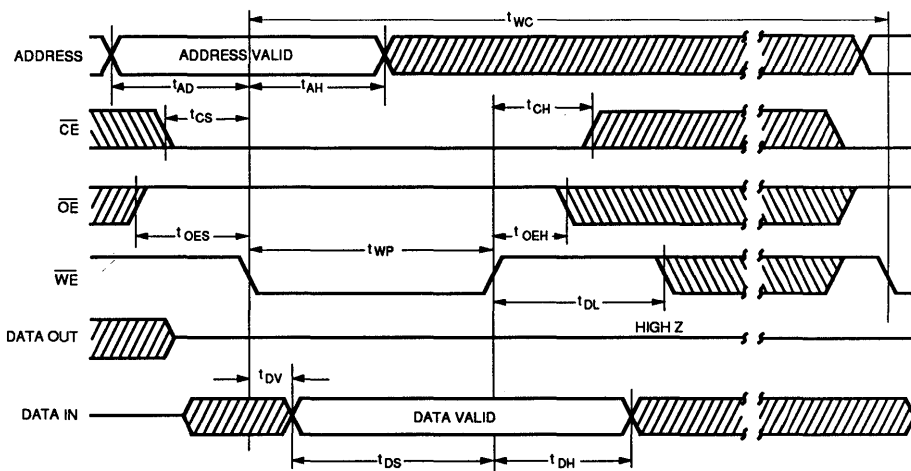 tWC
ADDRESS
ADDRESS VALID
tAD
tAH
tCS
tCH
CE
OE
tOES
tWP
tOEH
WE
tDL
DATA OUT
HIGH Z
tDV
DATA IN
DATA VALID
tDS
tDH